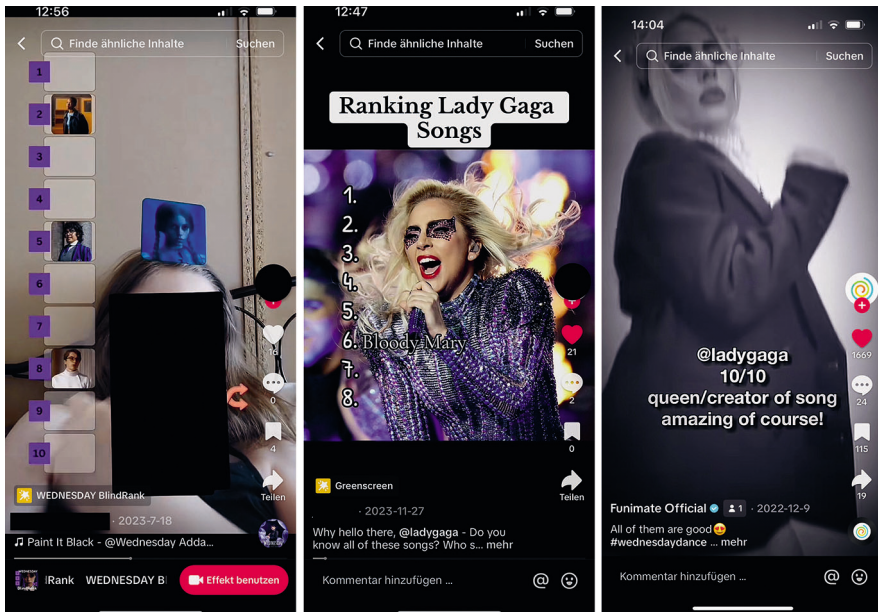 12:56
Finde ähnliche Inhalte Suchen
1
2
3
4
5
6
7
8
9
10
16
0
4
Teilen
WEDNESDAY BlindRank
· 2023-7-18
Paint It Black - @Wednesday Adda...
Rank WEDNESDAY Bl
Effekt benutzen
12:47
Finde ähnliche Inhalte Suchen
Ranking Lady Gaga
Songs
1.
2.
3.
4.
5.
6. Bloody Mary
7.
8.
21
2
0
Teilen
Greenscreen
· 2023-11-27
Why hello there, @ladygaga - Do you
know all of these songs? Who s... mehr
Kommentar hinzufügen ...
14:04
Finde ähnliche Inhalte Suchen
@ladygaga
10/10
queen/creator of song
amazing of course!
1669
24
115
19
Funimate Official 1 · 2022-12-9
All of them are good😍
#wednesdaydance ... mehr
Kommentar hinzufügen ...